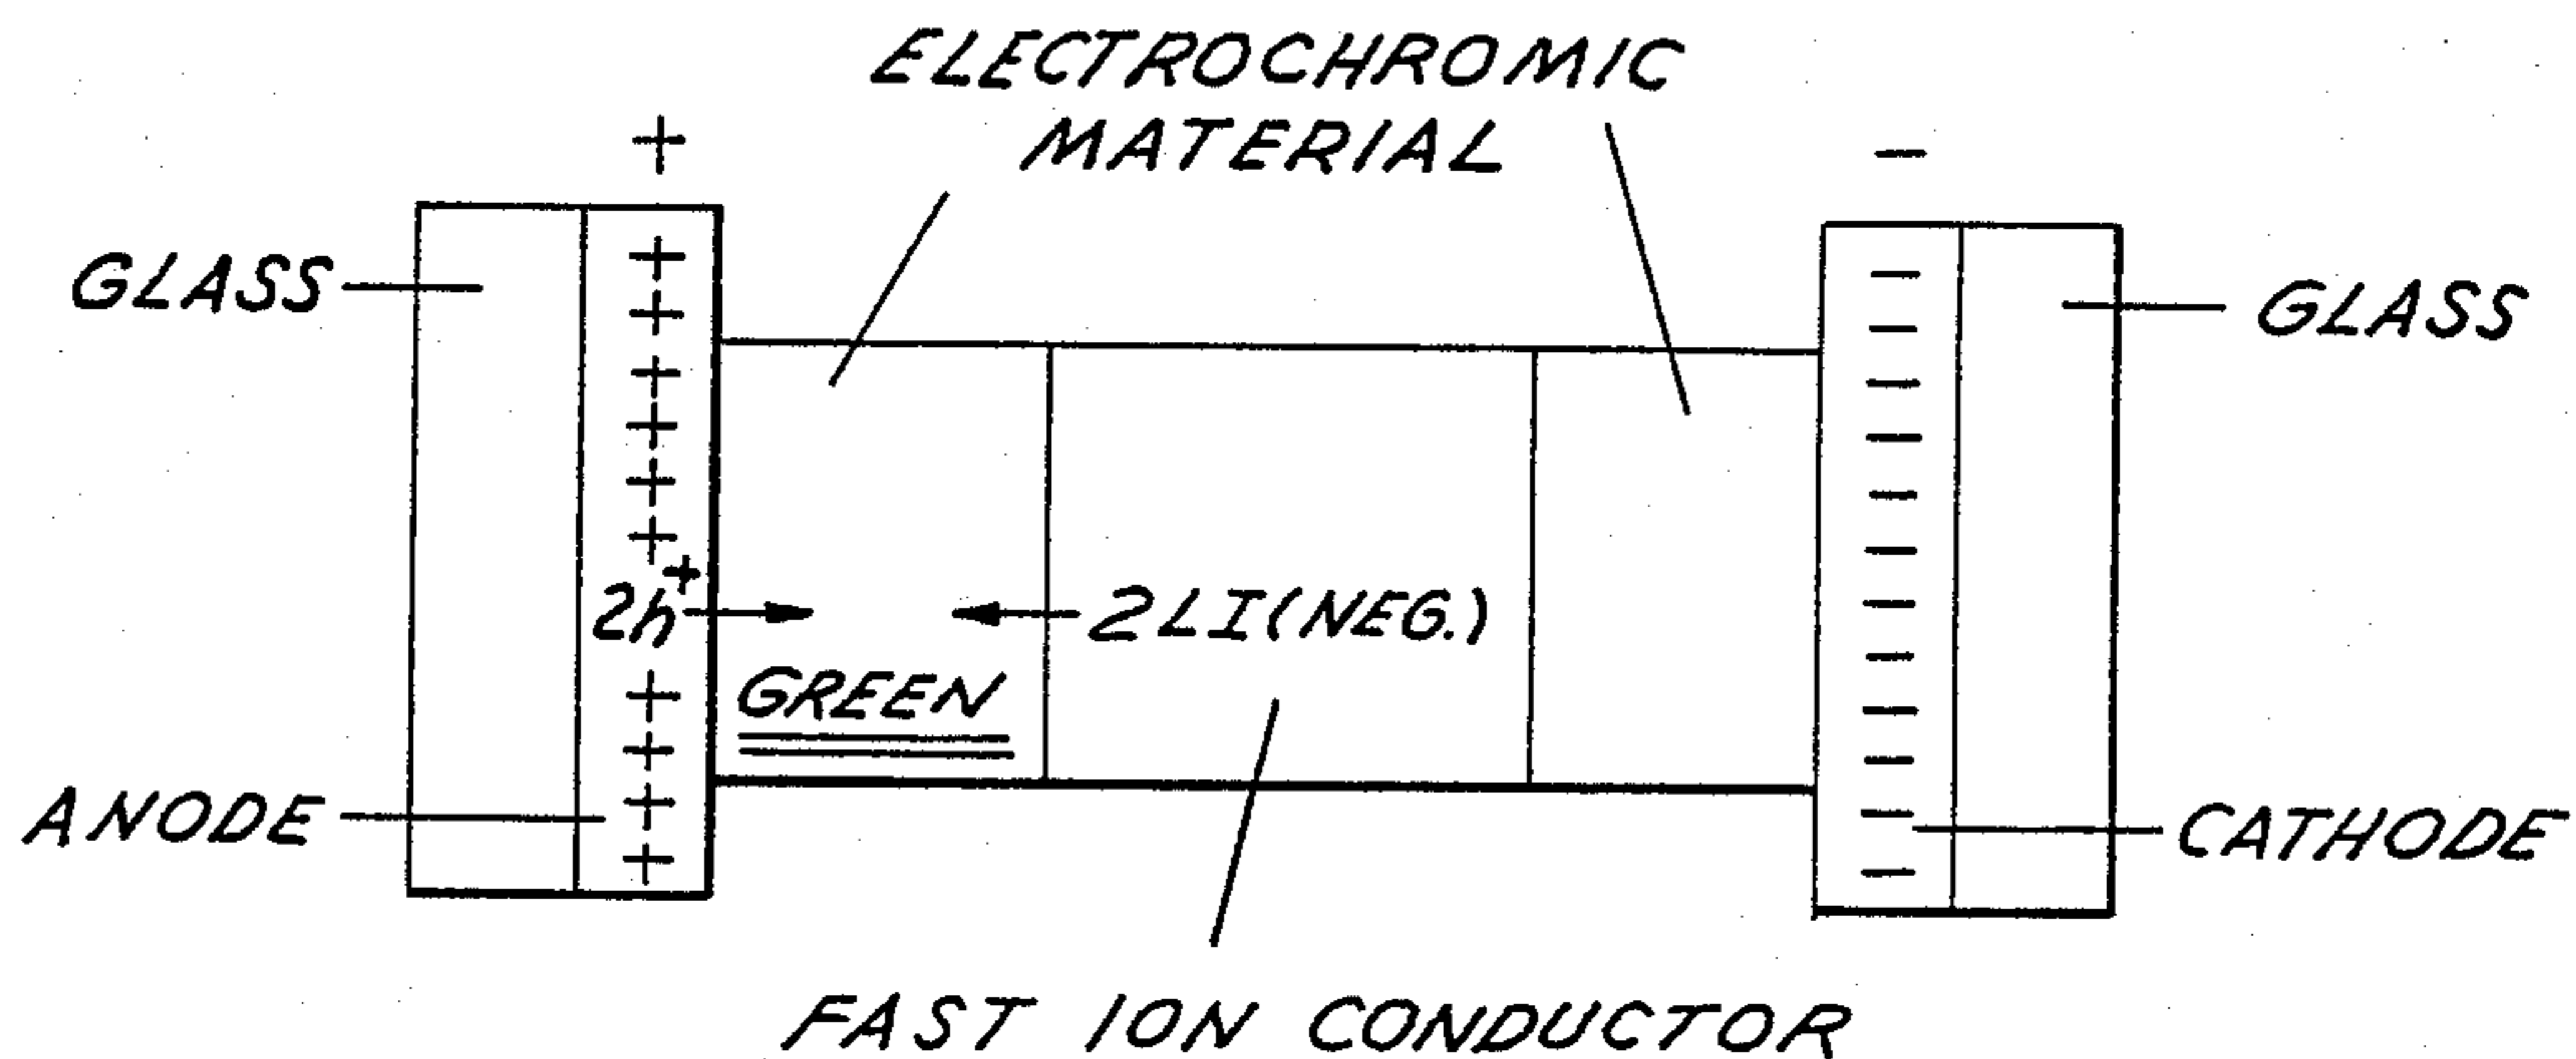 ELECTROCHROMIC
MATERIAL
+
−
GLASS
GLASS
+
+
+
+
+
+
−
−
−
−
−
−
−
−
−
−
−
−
2h+
2LI(NEG.)
GREEN
+
+
+
+
ANODE
CATHODE
FAST ION CONDUCTOR